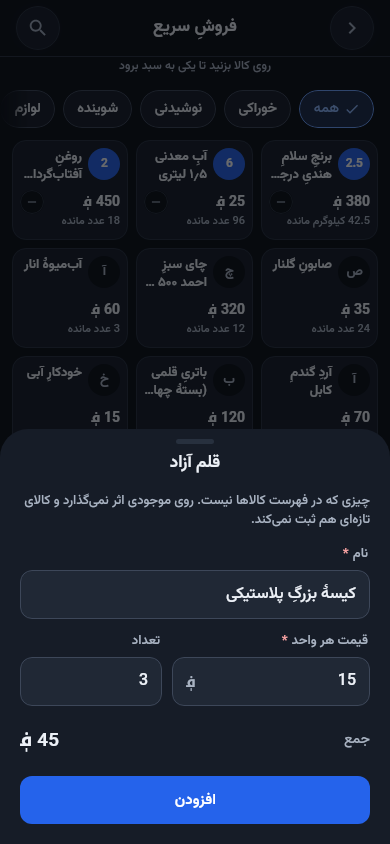 فروشِ سریع
روی کالا بزنید تا یکی به سبد برود
همه
خوراکی
نوشیدنی
شوینده
لوازم
2.5
برنجِ سلامِ
هندیِ درجـ...
380 ؋
42.5 کیلوگرم مانده
6
آبِ معدنی
۱٫۵ لیتری
25 ؋
96 عدد مانده
2
روغنِ
آفتاب‌گردا...
450 ؋
18 عدد مانده
ص
صابونِ گلنار
35 ؋
24 عدد مانده
چ
چای سبزِ
احمد ۵۰۰ ...
320 ؋
12 عدد مانده
آ
آب‌میوهٔ انار
60 ؋
3 عدد مانده
آ
آردِ گندمِ
کابل
70 ؋
ب
باتریِ قلمی
(بستهٔ چها...
120 ؋
خ
خودکارِ آبی
15 ؋
قلم آزاد
چیزی که در فهرست کالاها نیست. روی موجودی اثر نمی‌گذارد و کالای
تازه‌ای هم ثبت نمی‌کند.
نام *
کیسهٔ بزرگِ پلاستیکی
قیمت هر واحد *
تعداد
15 ؋
3
جمع
45 ؋
افزودن